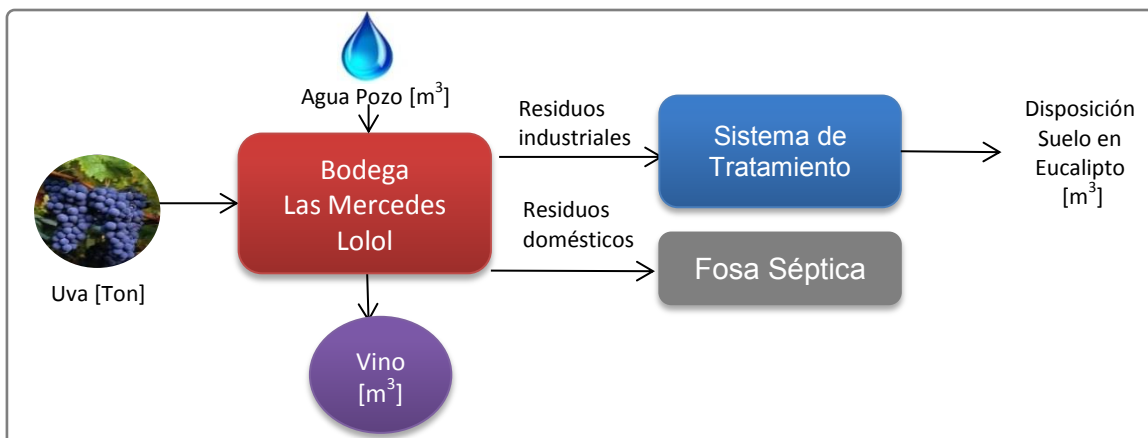 Agua Pozo [m³]
Residuos
industriales
Sistema de
Tratamiento
Disposición
Suelo en
Eucalipto
[m³]
Bodega
Las Mercedes
Lolol
Residuos
domésticos
Fosa Séptica
Uva [Ton]
Vino
[m³]